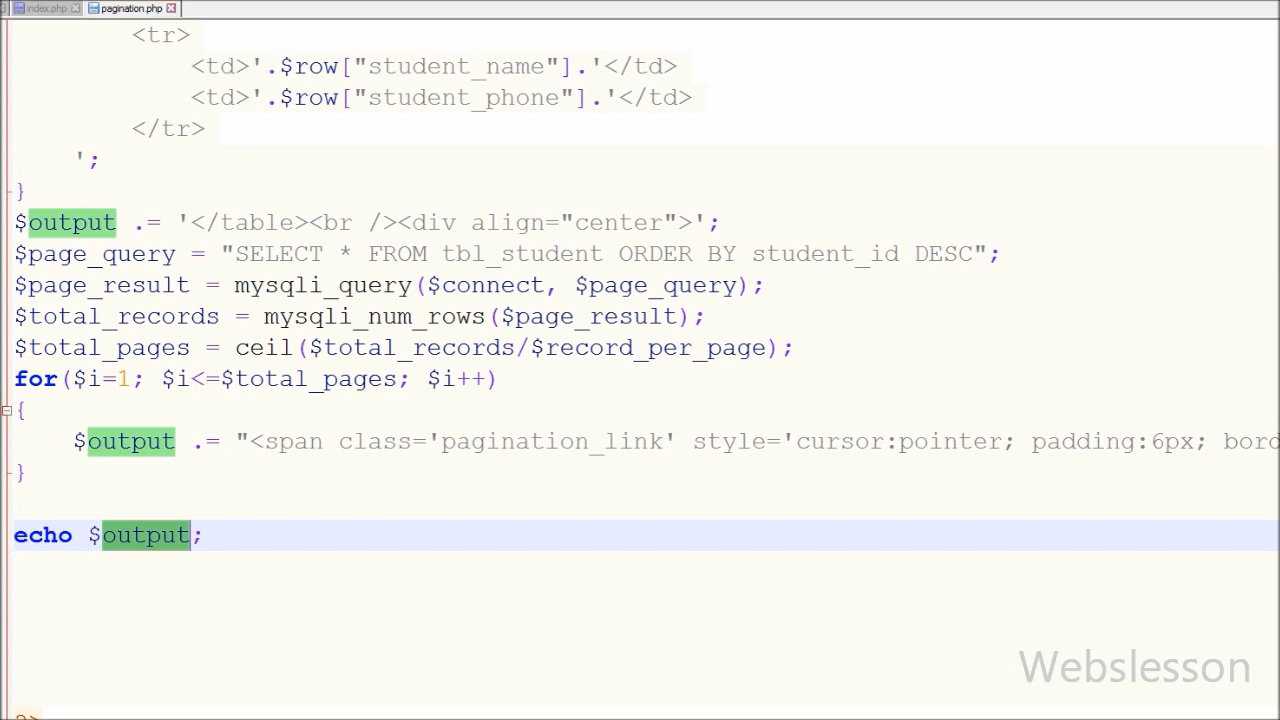 index.php pagination.php
<tr>
<td>'.$row["student_name"].'</td>
<td>'.$row["student_phone"].'</td>
</tr>
';
}
$output .= '</table><br /><div align="center">';
$page_query = "SELECT * FROM tbl_student ORDER BY student_id DESC";
$page_result = mysqli_query($connect, $page_query);
$total_records = mysqli_num_rows($page_result);
$total_pages = ceil($total_records/$record_per_page);
for($i=1; $i<=$total_pages; $i++)
{
$output .= "<span class='pagination_link' style='cursor:pointer; padding:6px; bord
}
echo $output;
Webslesson
?>